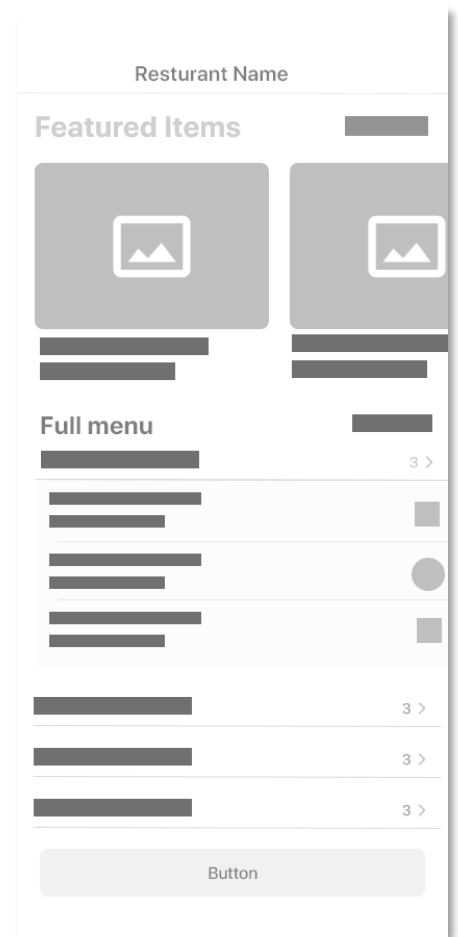 Resturant Name
Featured Items
Full menu
3 >
3 >
3 >
3 >
Button